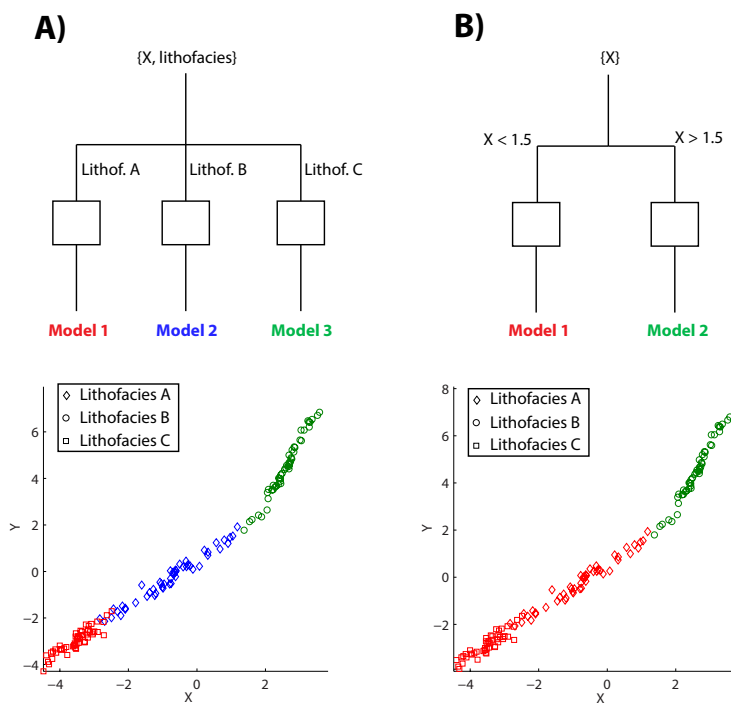 A)
{X, lithofacies}
Lithof. A
Lithof. B
Lithof. C
Model 1
Model 2
Model 3
Lithofacies A
Lithofacies B
Lithofacies C
6
4
2
0
−2
−4
Y
−4
−2
0
2
X
B)
{X}
X < 1.5
X > 1.5
Model 1
Model 2
Lithofacies A
Lithofacies B
Lithofacies C
8
6
4
2
0
−2
Y
−4
−2
0
2
X